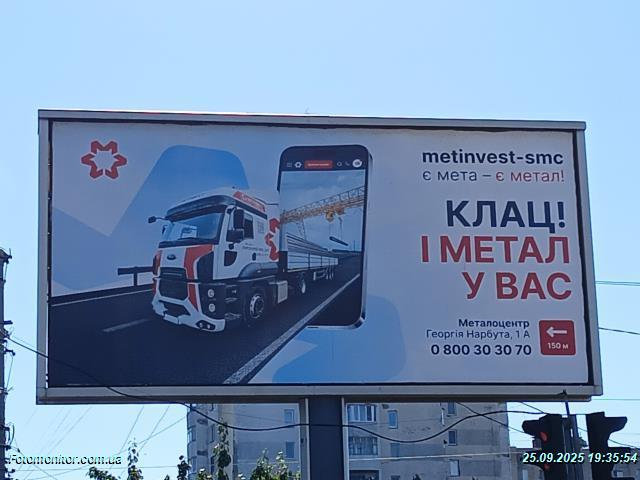 metinvest-smc
є мета – є метал!
КЛАЦ!
І МЕТАЛ
У ВАС
Металоцентр
Георгія Нарбута, 1 А
0 800 30 30 70
150 м
Fotomonitor.com.ua
25.09.2025 19:35:54